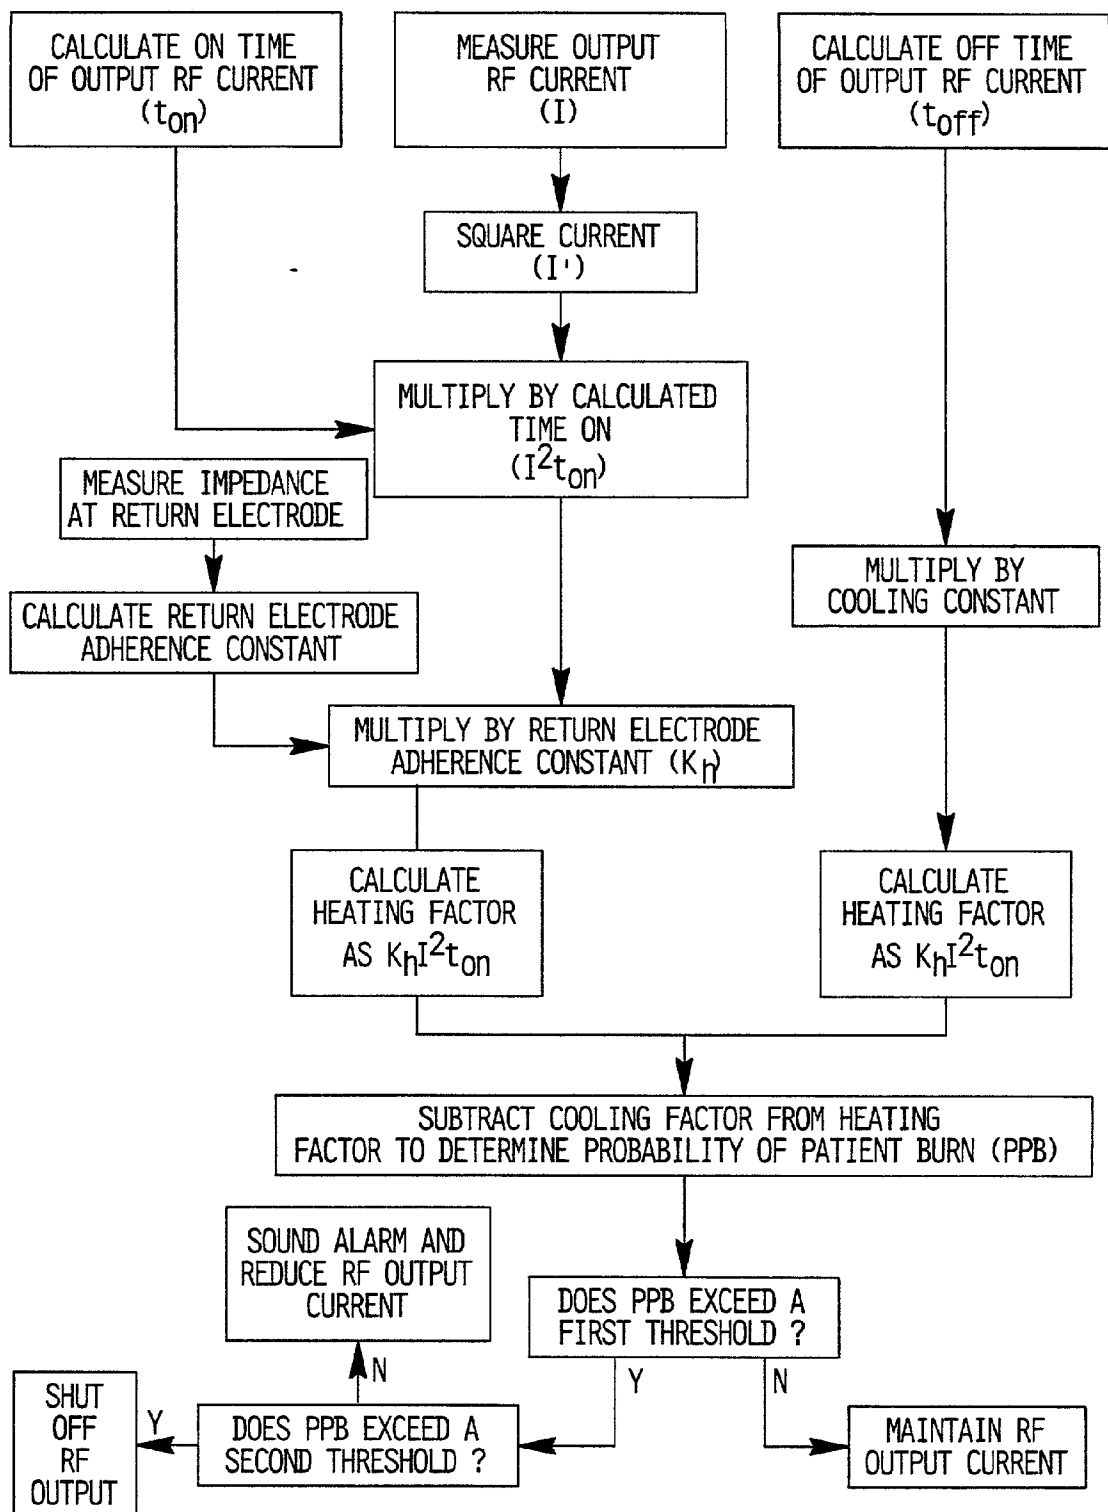 CALCULATE ON TIME
OF OUTPUT RF CURRENT
(ton)
MEASURE OUTPUT
RF CURRENT
(I)
CALCULATE OFF TIME
OF OUTPUT RF CURRENT
(toff)
SQUARE CURRENT
(I')
MULTIPLY BY CALCULATED
TIME ON
(I²ton)
MEASURE IMPEDANCE
AT RETURN ELECTRODE
MULTIPLY BY
COOLING CONSTANT
CALCULATE RETURN ELECTRODE
ADHERENCE CONSTANT
MULTIPLY BY RETURN ELECTRODE
ADHERENCE CONSTANT (Kh)
CALCULATE
HEATING FACTOR
AS KhI²ton
CALCULATE
HEATING FACTOR
AS KhI²ton
SUBTRACT COOLING FACTOR FROM HEATING
FACTOR TO DETERMINE PROBABILITY OF PATIENT BURN (PPB)
SOUND ALARM AND
REDUCE RF OUTPUT
CURRENT
DOES PPB EXCEED A
FIRST THRESHOLD ?
N
Y
N
SHUT
OFF
RF
OUTPUT
Y
DOES PPB EXCEED A
SECOND THRESHOLD ?
MAINTAIN RF
OUTPUT CURRENT